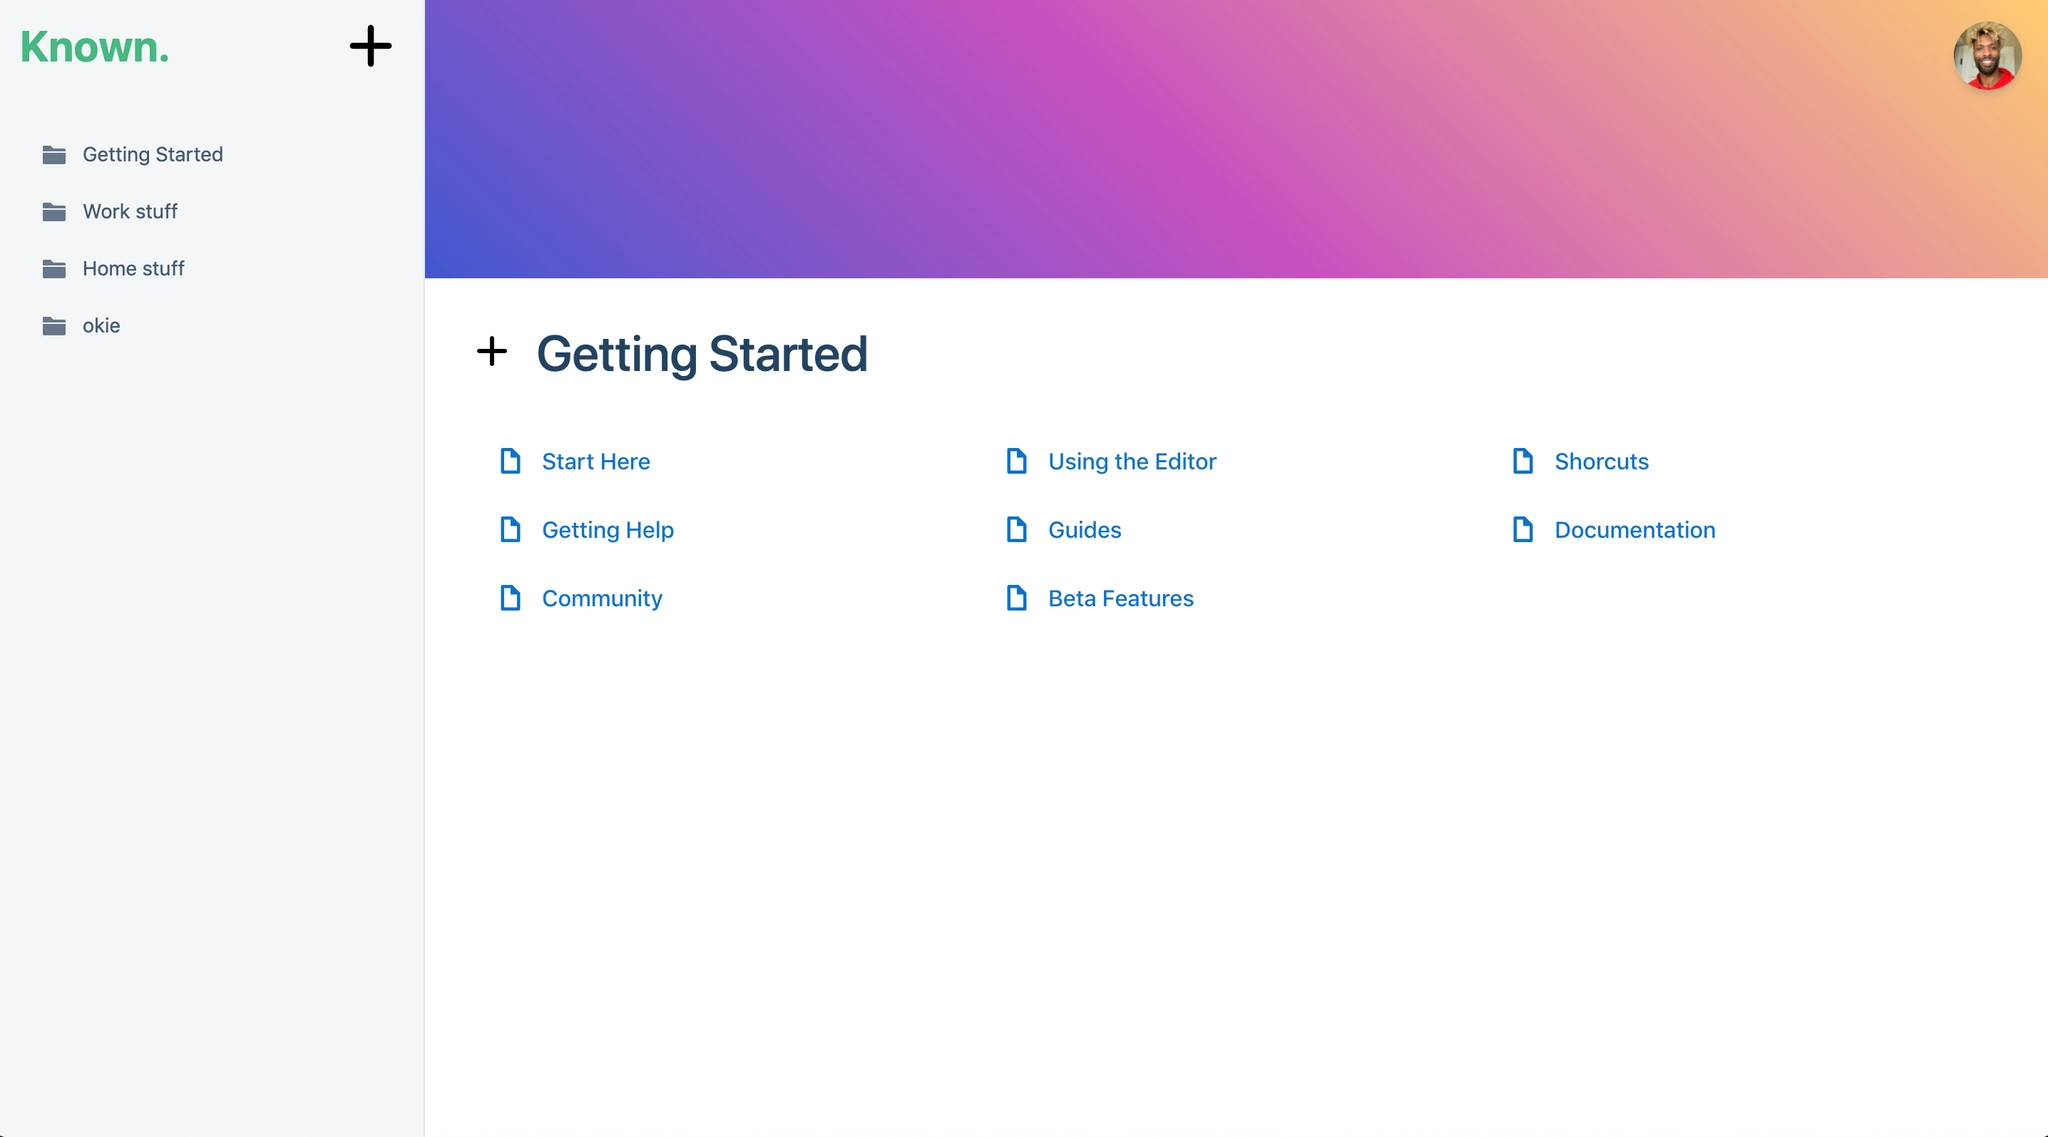 Known.
Getting Started
Work stuff
Home stuff
okie
Getting Started
Start Here
Using the Editor
Shorcuts
Getting Help
Guides
Documentation
Community
Beta Features